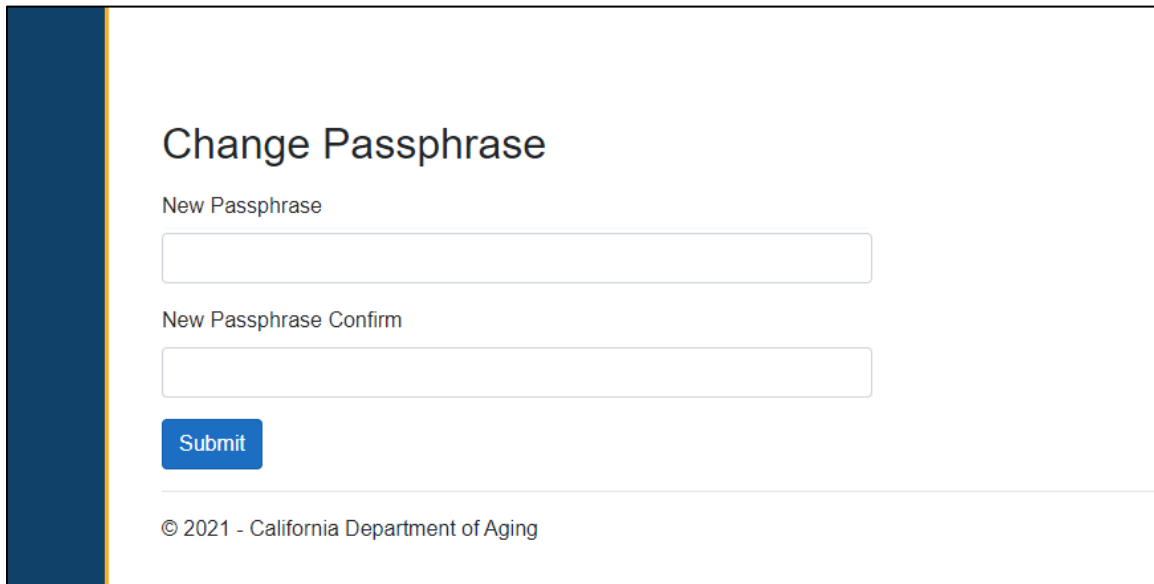 Change Passphrase
New Passphrase
New Passphrase Confirm
Submit
© 2021 - California Department of Aging